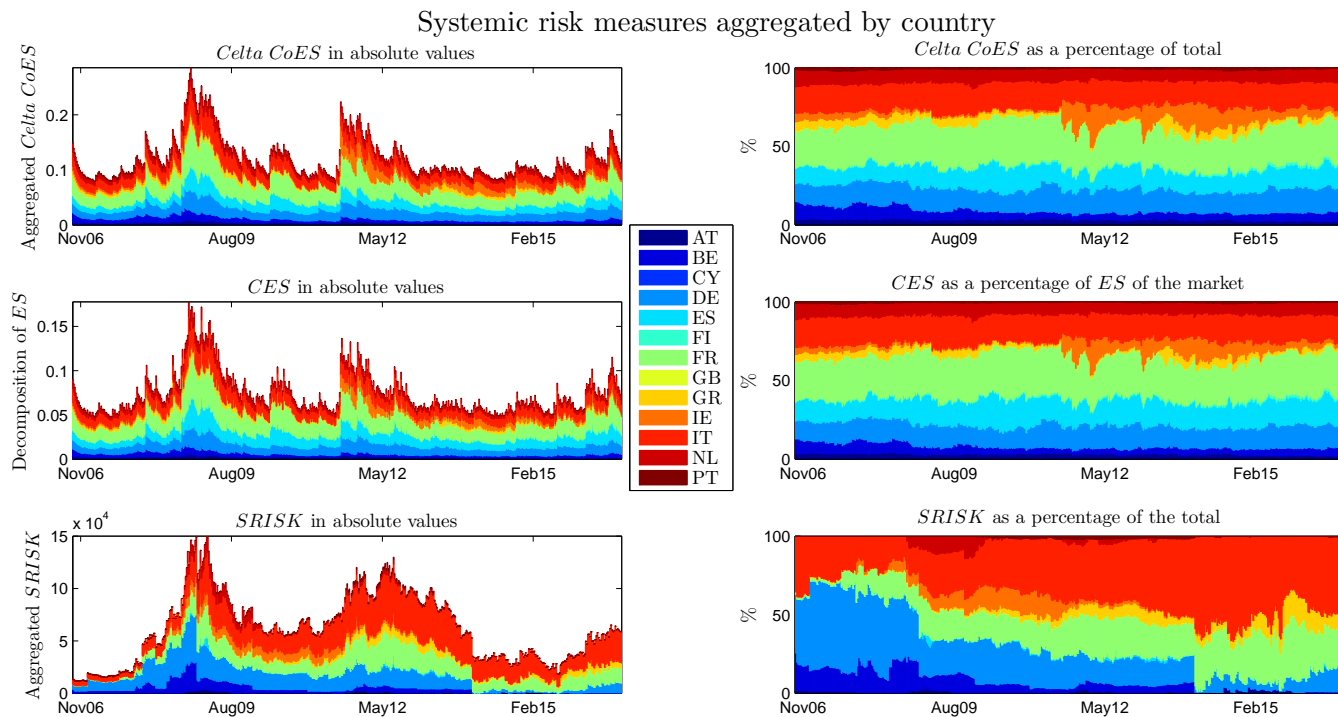 Systemic risk measures aggregated by country
Celta CoES in absolute values
Aggregated Celta CoES
0.2
0.1
0
Nov06 Aug09 May12 Feb15
Celta CoES as a percentage of total
%
100
50
0
Nov06 Aug09 May12 Feb15
CES in absolute values
Decomposition of ES
0.15
0.1
0.05
0
Nov06 Aug09 May12 Feb15
AT
BE
CY
DE
ES
FI
FR
GB
GR
IE
IT
NL
PT
CES as a percentage of ES of the market
%
100
50
0
Nov06 Aug09 May12 Feb15
SRISK in absolute values
Aggregated SRISK
x 10^4
15
10
5
0
Nov06 Aug09 May12 Feb15
SRISK as a percentage of the total
%
100
50
0
Nov06 Aug09 May12 Feb15